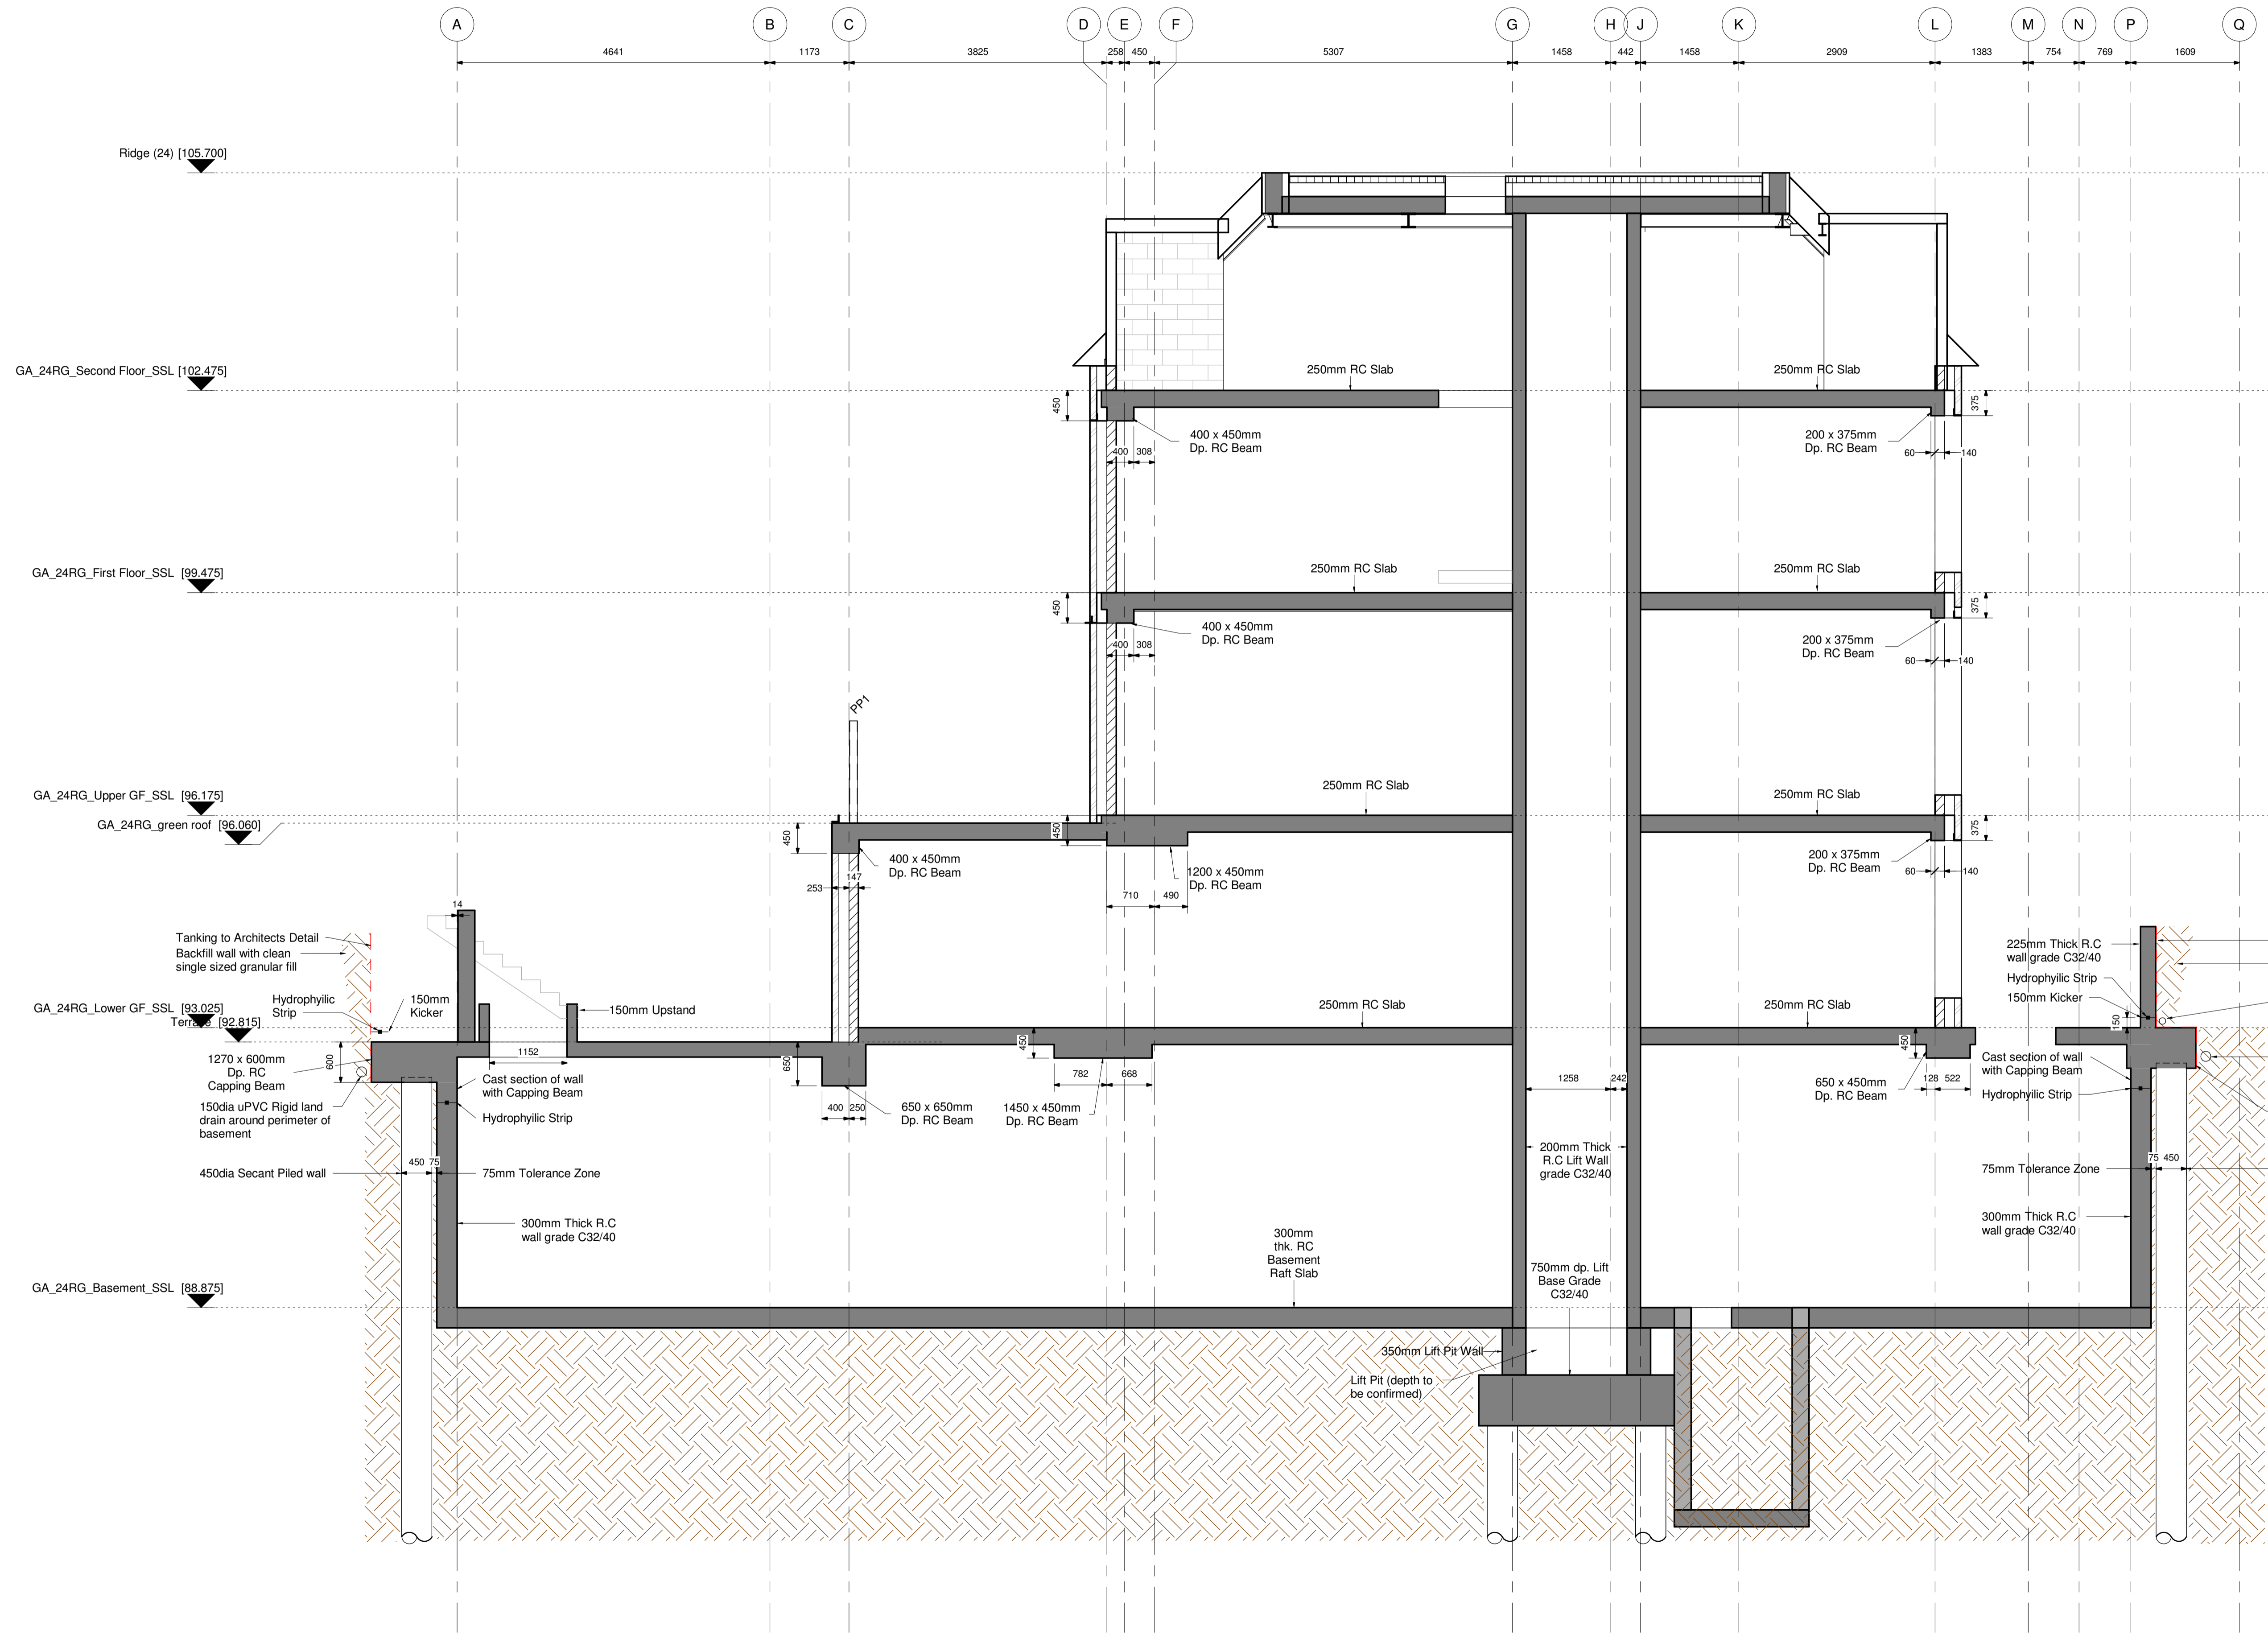 A B C D E F G H J K L M N P Q
4641 1173 3825 258 450 5307 1458 442 1458 2909 1383 754 769 1609
Ridge (24) [105.700]
GA_24RG_Second Floor_SSL [102.475]
250mm RC Slab
250mm RC Slab
450
375
400 x 450mm
Dp. RC Beam
200 x 375mm
Dp. RC Beam
400 308
60 140
GA_24RG_First Floor_SSL [99.475]
250mm RC Slab
250mm RC Slab
450
375
400 x 450mm
Dp. RC Beam
200 x 375mm
Dp. RC Beam
400 308
60 140
PP1
GA_24RG_Upper GF_SSL [96.175]
GA_24RG_green roof [96.060]
250mm RC Slab
250mm RC Slab
450
450
375
400 x 450mm
Dp. RC Beam
1200 x 450mm
Dp. RC Beam
200 x 375mm
Dp. RC Beam
253 147
710 490
60 140
14
Tanking to Architects Detail
Backfill wall with clean
single sized granular fill
225mm Thick R.C
wall grade C32/40
Hydrophilic Strip
150mm Kicker
150
Hydrophyilic
Strip
150mm
Kicker
150mm Upstand
GA_24RG_Lower GF_SSL [93.025]
Terrace [92.815]
250mm RC Slab
250mm RC Slab
1270 x 600mm
Dp. RC
Capping Beam
600
1152
650
450
450
Cast section of wall
with Capping Beam
Cast section of wall
with Capping Beam
782 668
1258 242
128 522
650 x 450mm
Dp. RC Beam
Hydrophyilic Strip
150dia uPVC Rigid land
drain around perimeter of
basement
Hydrophyilic Strip
400 250
650 x 650mm
Dp. RC Beam
1450 x 450mm
Dp. RC Beam
450 75
450dia Secant Piled wall
75mm Tolerance Zone
200mm Thick
R.C Lift Wall
grade C32/40
75 450
75mm Tolerance Zone
300mm Thick R.C
wall grade C32/40
300mm Thick R.C
wall grade C32/40
300mm
thk. RC
Basement
Raft Slab
750mm dp. Lift
Base Grade
C32/40
GA_24RG_Basement_SSL [88.875]
350mm Lift Pit Wall
Lift Pit (depth to
be confirmed)